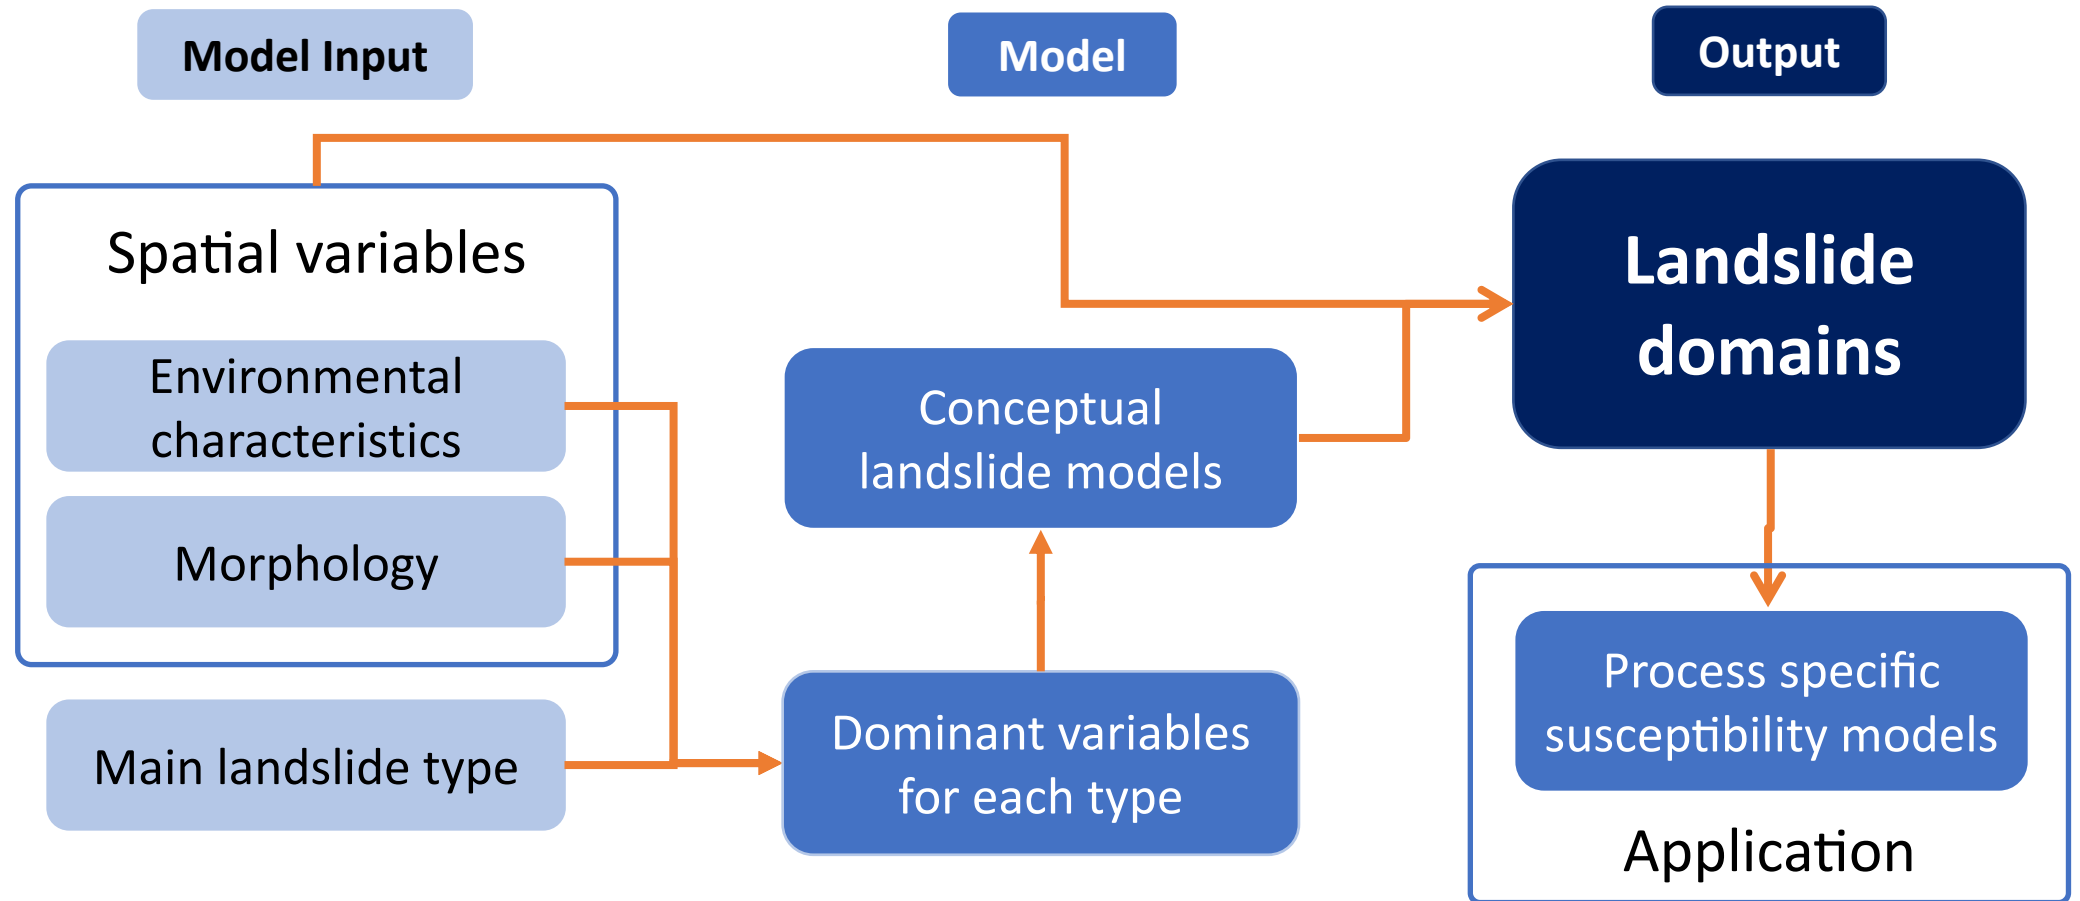 Model Input
Model
Output
Spatial variables
Environmental
characteristics
Morphology
Main landslide type
Conceptual
landslide models
Dominant variables
for each type
Landslide
domains
Process specific
susceptibility models
Application